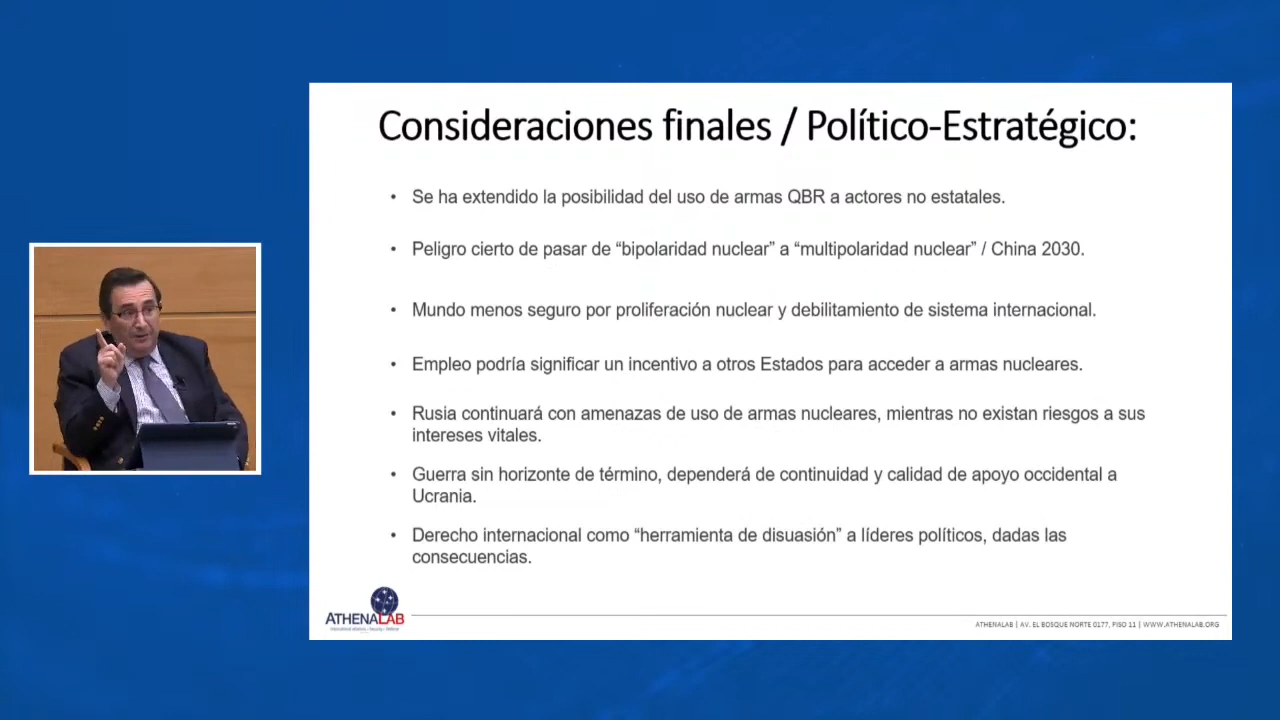 Consideraciones finales / Político-Estratégico:
• Se ha extendido la posibilidad del uso de armas QBR a actores no estatales.
• Peligro cierto de pasar de “bipolaridad nuclear” a “multipolaridad nuclear” / China 2030.
• Mundo menos seguro por proliferación nuclear y debilitamiento de sistema internacional.
• Empleo podría significar un incentivo a otros Estados para acceder a armas nucleares.
• Rusia continuará con amenazas de uso de armas nucleares, mientras no existan riesgos a sus
intereses vitales.
• Guerra sin horizonte de término, dependerá de continuidad y calidad de apoyo occidental a
Ucrania.
• Derecho internacional como “herramienta de disuasión” a líderes políticos, dadas las
consecuencias.
ATHENALAB
ATHENALAB | AV. EL BOSQUE NORTE 0177, PISO 11 | WWW.ATHENALAB.ORG